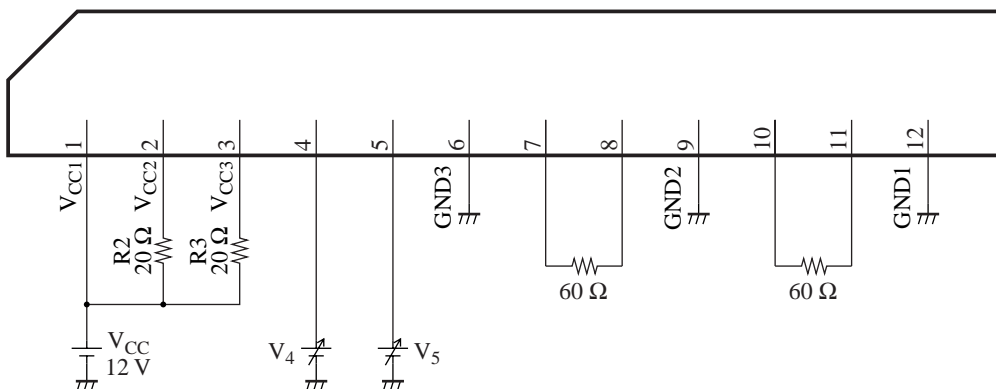 1
2
3
4
5
6
7
8
9
10
11
12
VCC1
VCC2
VCC3
GND3
GND2
GND1
R2
20 Ω
R3
20 Ω
60 Ω
60 Ω
VCC
12 V
V4
V5